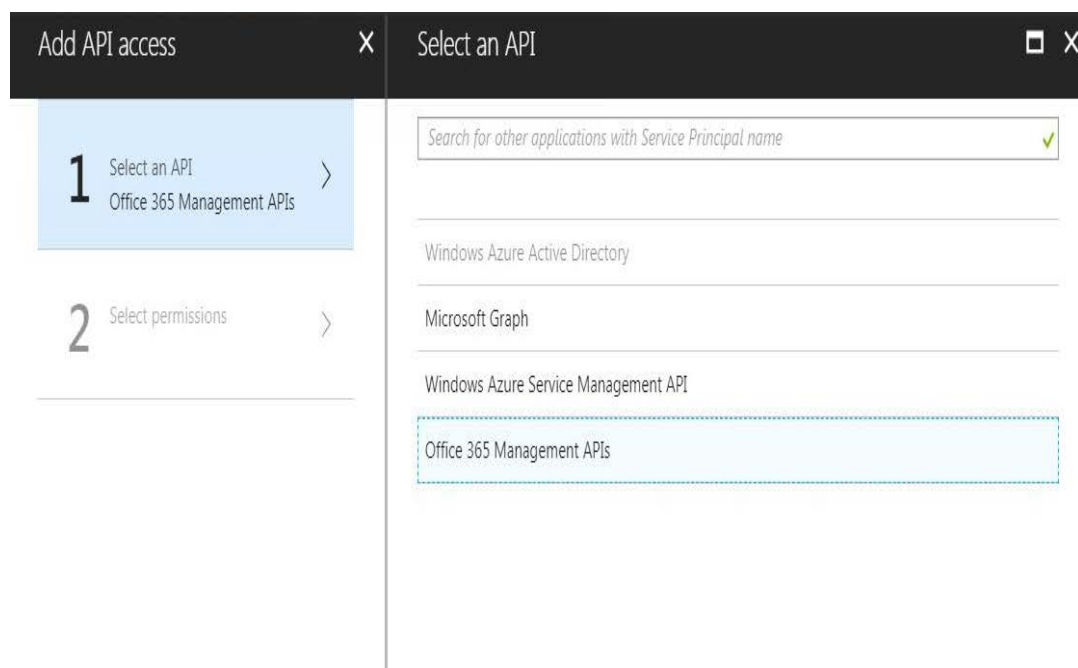 Add API access
Select an API
1
Select an API
Office 365 Management APIs
2
Select permissions
Search for other applications with Service Principal name
Windows Azure Active Directory
Microsoft Graph
Windows Azure Service Management API
Office 365 Management APIs